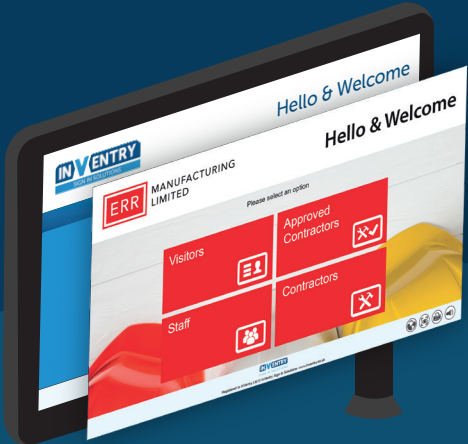 Hello & Welcome
INVENTRY
SIGN IN SOLUTIONS
Hello & Welcome
ERR
MANUFACTURING
LIMITED
Please select an option
Visitors
Approved
Contractors
Staff
Contractors
INVENTRY